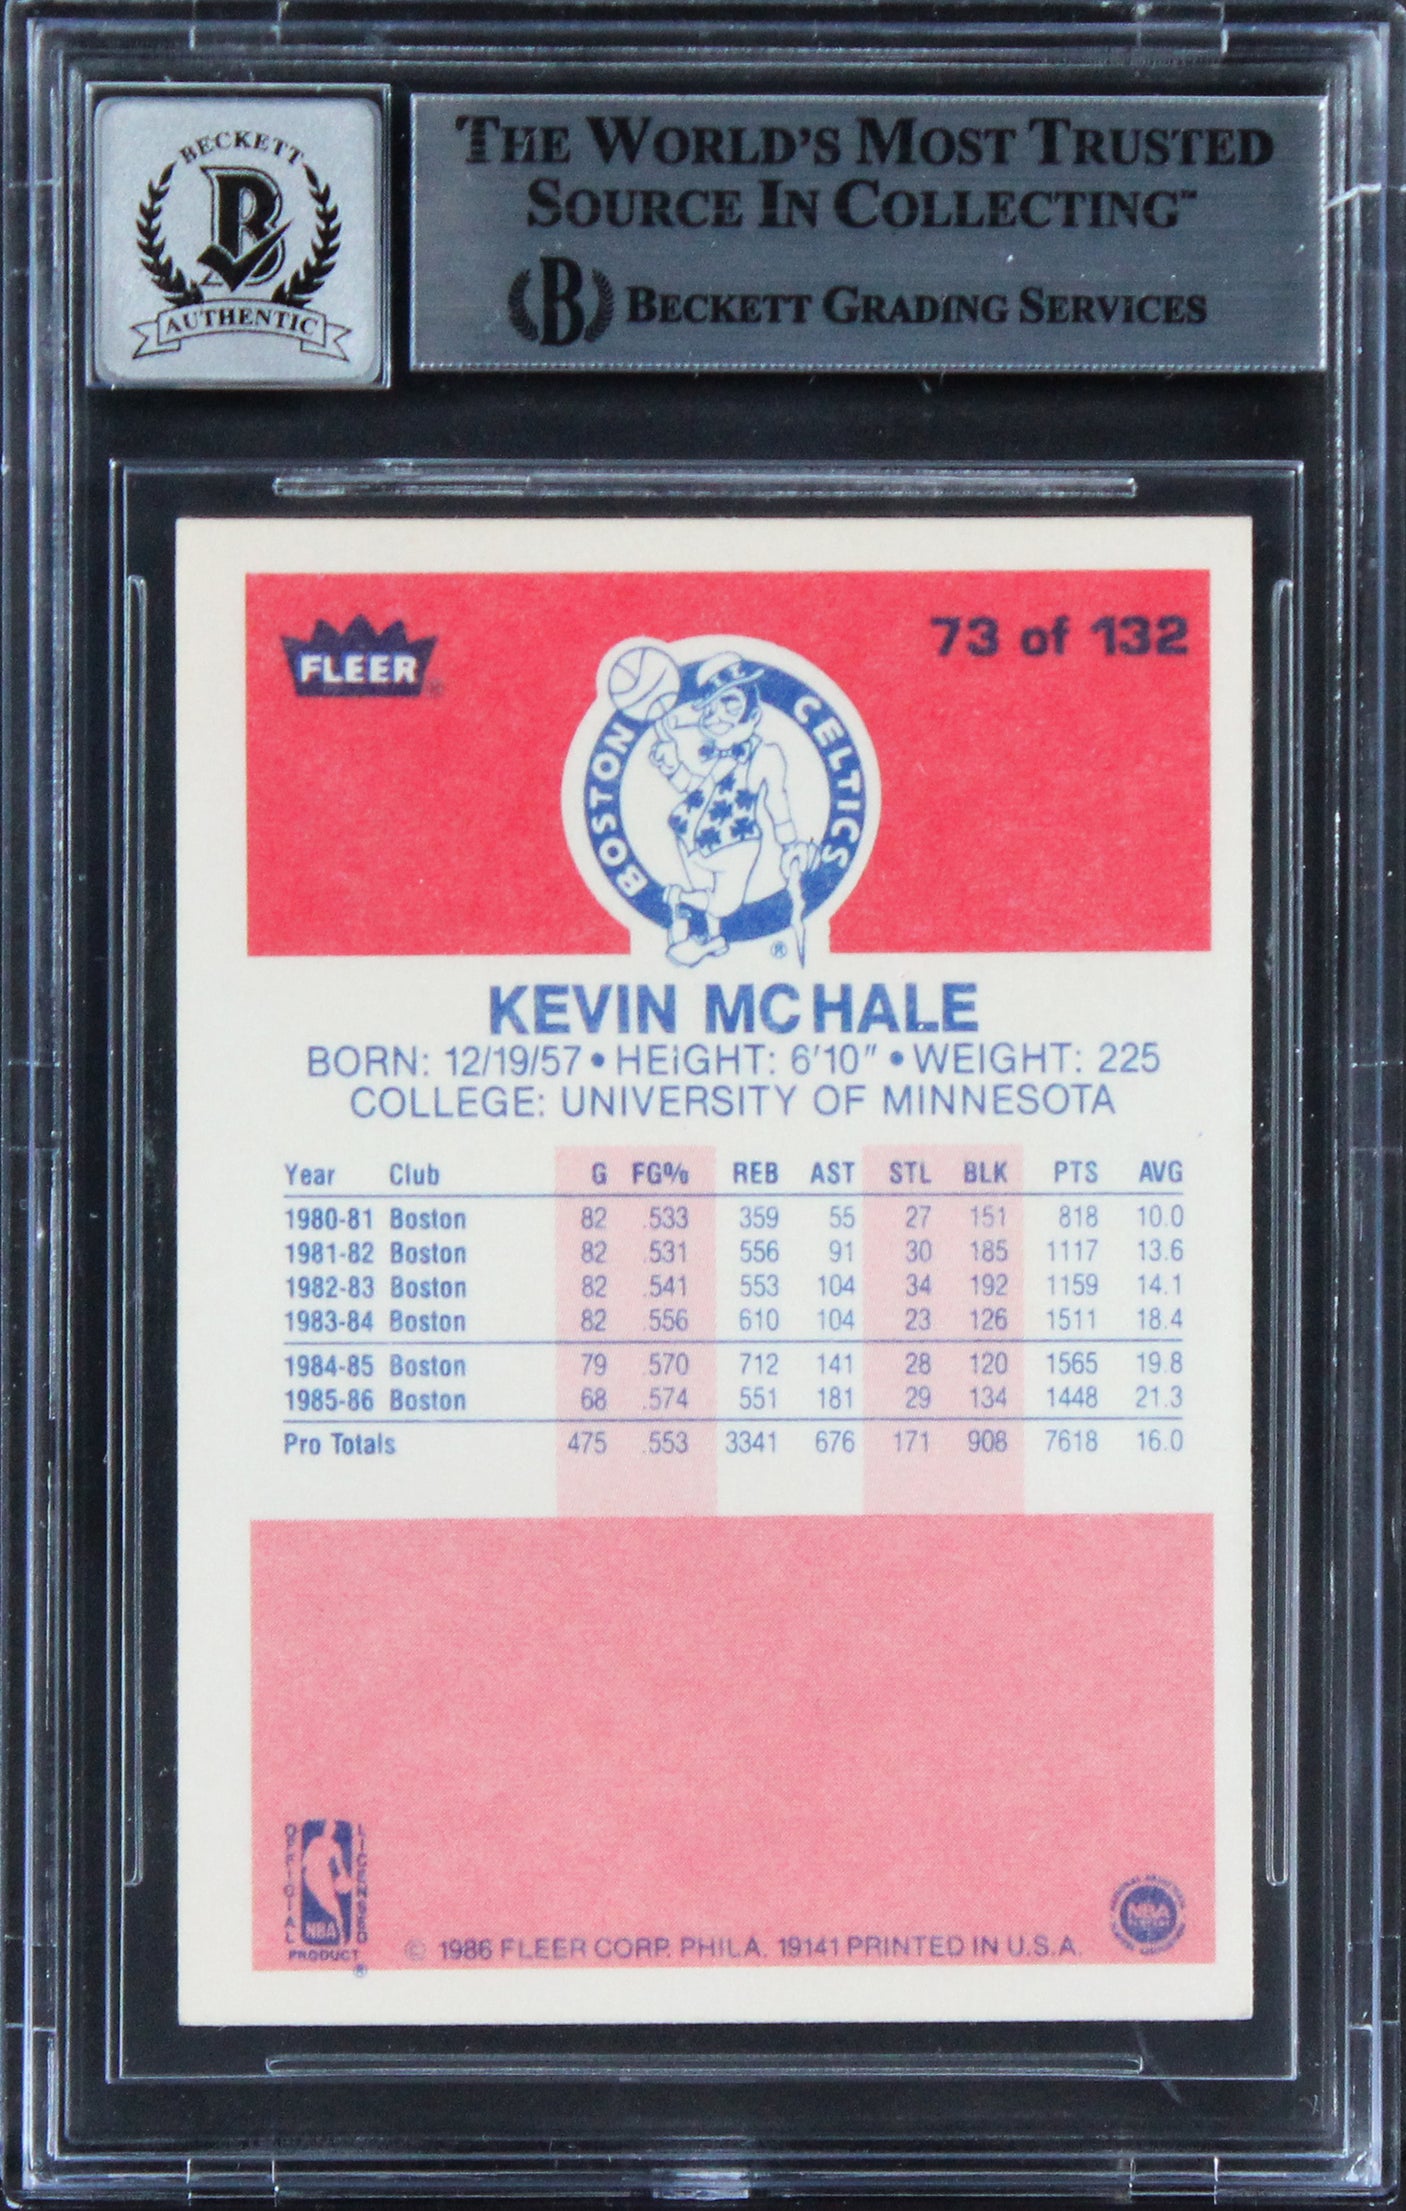 BECKETT
B
AUTHENTIC
THE WORLD'S MOST TRUSTED
SOURCE IN COLLECTING™
B BECKETT GRADING SERVICES
FLEER
73 of 132
BOSTON CELTICS
®
KEVIN MCHALE
BORN: 12/19/57 • HEIGHT: 6'10" • WEIGHT: 225
COLLEGE: UNIVERSITY OF MINNESOTA
Year Club G FG% REB AST STL BLK PTS AVG
1980-81 Boston 82 .533 359 55 27 151 818 10.0
1981-82 Boston 82 .531 556 91 30 185 1117 13.6
1982-83 Boston 82 .541 553 104 34 192 1159 14.1
1983-84 Boston 82 .556 610 104 23 126 1511 18.4
1984-85 Boston 79 .570 712 141 28 120 1565 19.8
1985-86 Boston 68 .574 551 181 29 134 1448 21.3
Pro Totals 475 .553 3341 676 171 908 7618 16.0
OFFICIAL LICENSED
NBA
PRODUCT ®
© 1986 FLEER CORP. PHILA. 19141 PRINTED IN U.S.A.
NBA